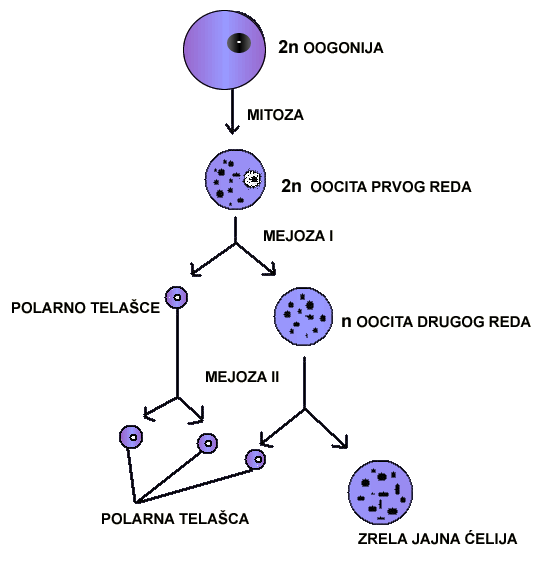 2n OOGONIJA
MITOZA
2n OOCITA PRVOG REDA
MEJOZA I
POLARNO TELAŠCE
n OOCITA DRUGOG REDA
MEJOZA II
POLARNA TELAŠCA
ZRELA JAJNA ĆELIJA